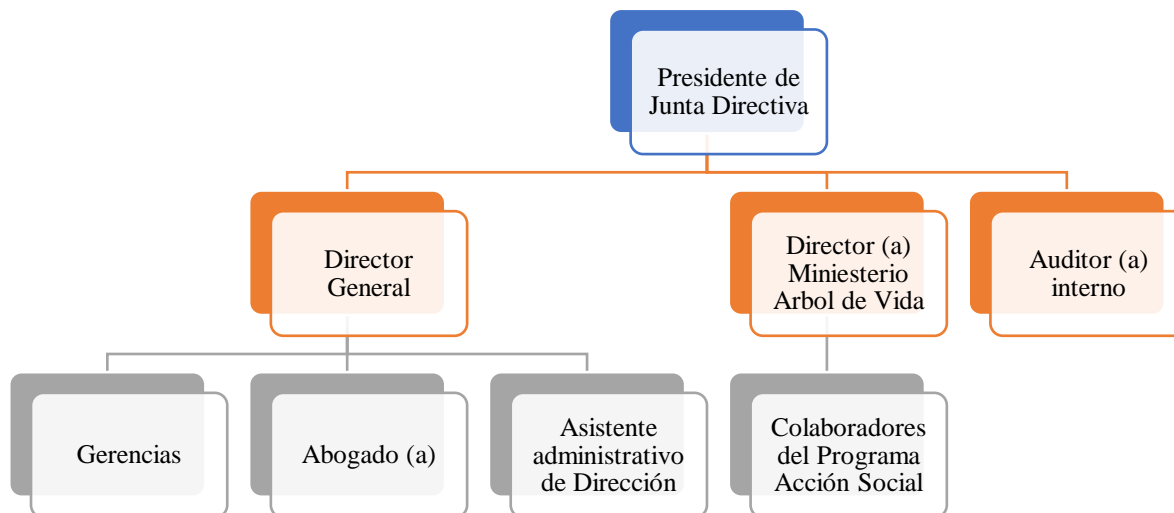 Presidente de
Junta Directiva
Director
General
Director (a)
Miniesterio
Arbol de Vida
Auditor (a)
interno
Gerencias
Abogado (a)
Asistente
administrativo
de Dirección
Colaboradores
del Programa
Acción Social